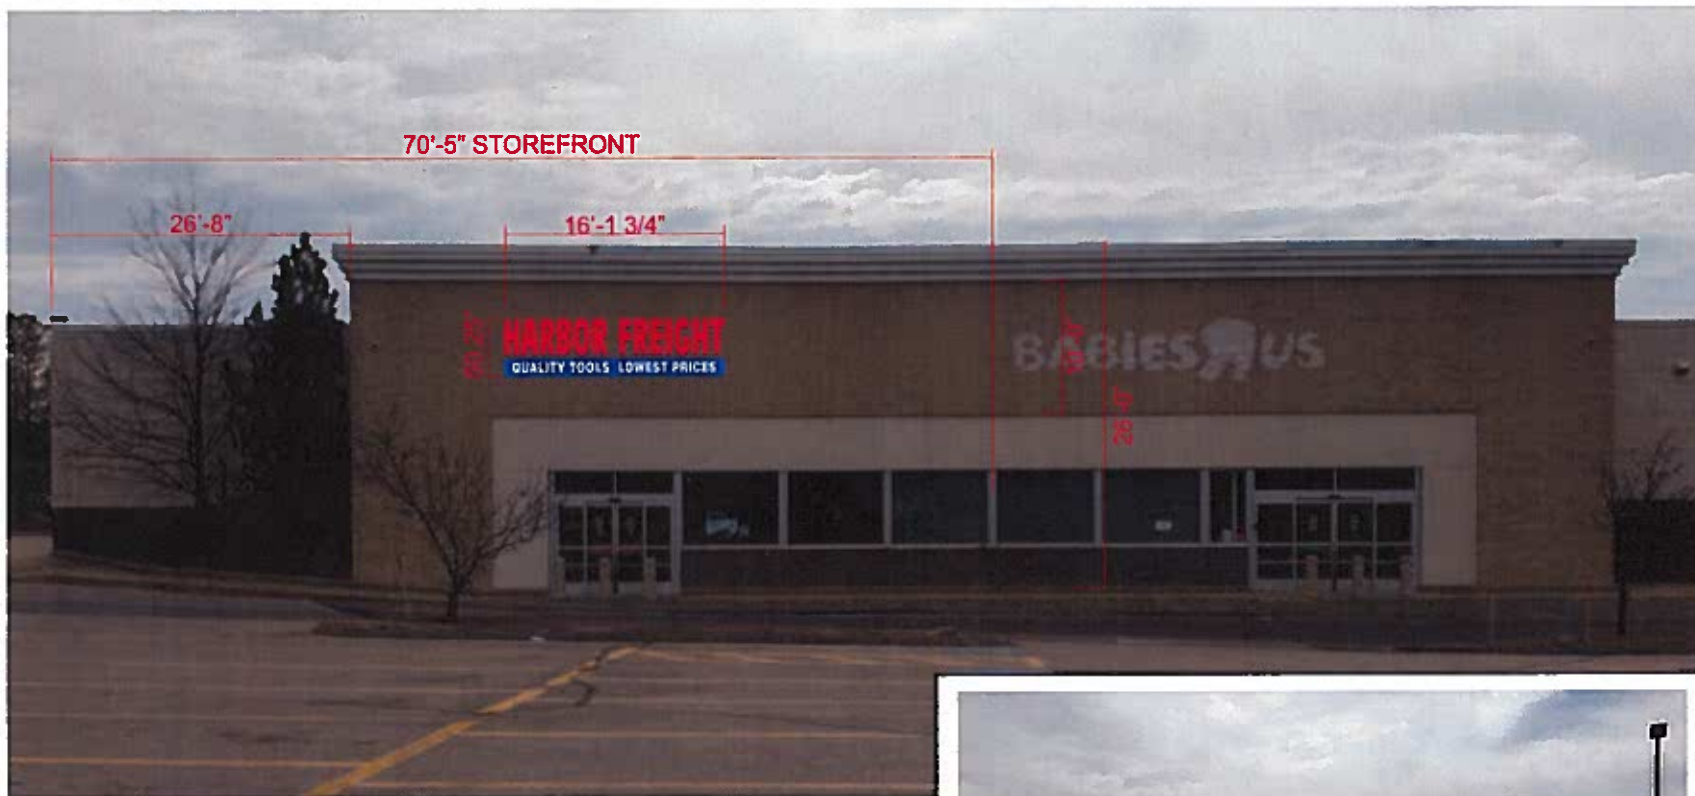 70'-5" STOREFRONT
26'-8"
16'-1 3/4"
HARBOR FREIGHT
QUALITY TOOLS LOWEST PRICES
BABIES R US